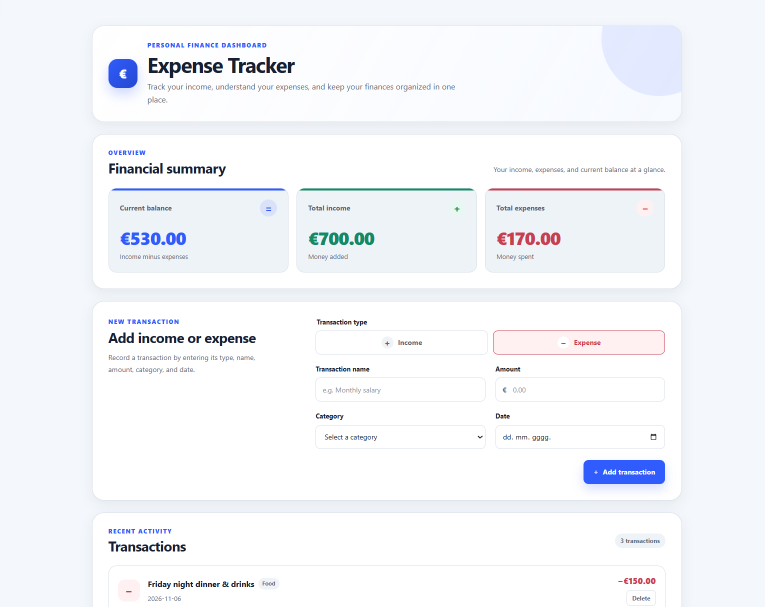 PERSONAL FINANCE DASHBOARD
€
Expense Tracker
Track your income, understand your expenses, and keep your finances organized in one
place.
OVERVIEW
Financial summary
Your income, expenses, and current balance at a glance.
Current balance
=
€530.00
Income minus expenses
Total income
+
€700.00
Money added
Total expenses
−
€170.00
Money spent
NEW TRANSACTION
Add income or expense
Record a transaction by entering its type, name,
amount, category, and date.
Transaction type
+ Income
− Expense
Transaction name
e.g. Monthly salary
Amount
€ 0.00
Category
Select a category
Date
dd. mm. gggg.
+ Add transaction
RECENT ACTIVITY
Transactions
3 transactions
−
Friday night dinner & drinks Food
2026-11-06
−€150.00
Delete